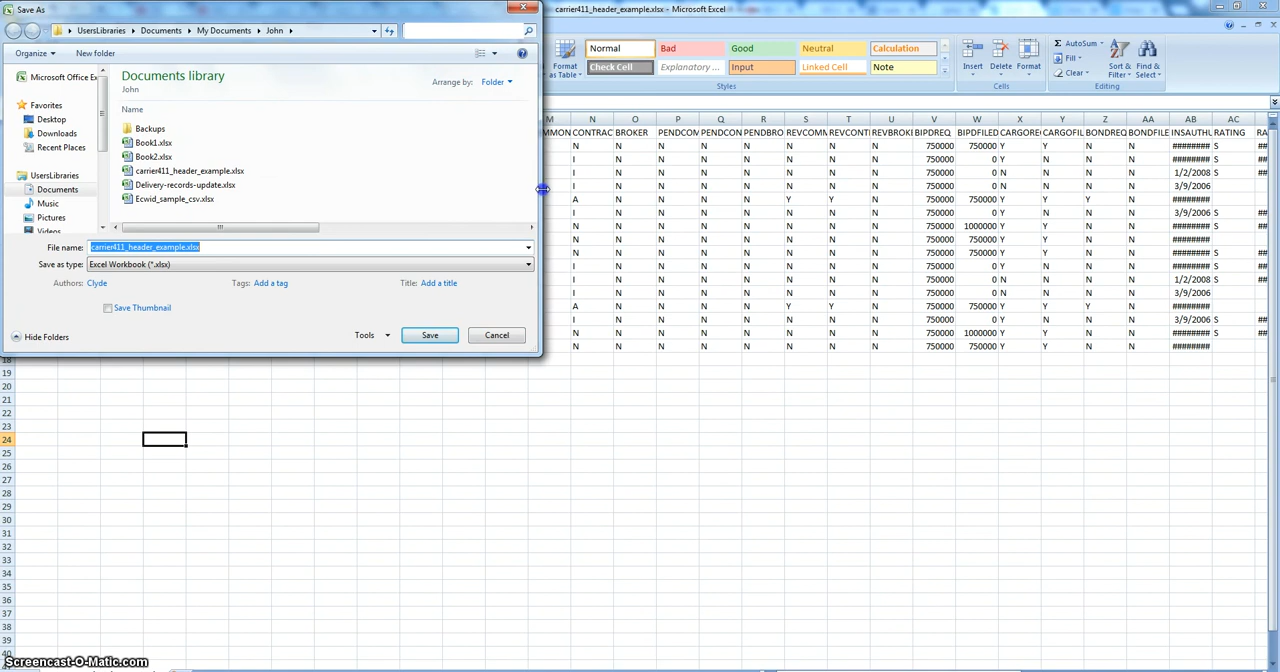 Save As
carrier411_header_example.xlsx - Microsoft Excel
UsersLibraries ▸ Documents ▸ My Documents ▸ John ▸
Organize New folder
Microsoft Office Ex
Favorites
Desktop
Downloads
Recent Places
UsersLibraries
Documents
Music
Pictures
Videos
Documents library
John
Arrange by: Folder
Name
Backups
Book1.xlsx
Book2.xlsx
carrier411_header_example.xlsx
Delivery-records-update.xlsx
Ecwid_sample_csv.xlsx
File name: carrier411_header_example.xlsx
Save as type: Excel Workbook (*.xlsx)
Authors: Clyde Tags: Add a tag Title: Add a title
Save Thumbnail
Hide Folders Tools Save Cancel
Format as Table
Normal Bad Good Neutral Calculation
Check Cell Explanatory ... Input Linked Cell Note
Styles
Insert Delete Format
Cells
Σ AutoSum
Fill
Clear
Sort & Filter
Find & Select
Editing
M N O P Q R S T U V W X Y Z AA AB AC
MMON CONTRAC BROKER PENDCOM PENDCON PENDBRO REVCOMM REVCONTI REVBROKI BIPDREQ BIPDFILED CARGORE CARGOFIL BONDREQ BONDFILE INSAUTHL RATING RA
N N N N N N N N 750000 750000 Y Y N N ######## S ##
I N N N N N N N 750000 0 Y N N N ######## S ##
I N N N N N N N 750000 0 N N N N 1/2/2008 S ##
I N N N N N N N 750000 0 N N N N 3/9/2006
A N N N N Y Y N 750000 750000 Y Y Y N ########
I N N N N N N N 750000 0 Y N N N 3/9/2006 S ##
N N N N N N N N 750000 1000000 Y Y N N ######## S ##
N N N N N N N N 750000 750000 Y Y N N ########
N N N N N N N N 750000 750000 Y Y N N ######## S ##
I N N N N N N N 750000 0 Y N N N ######## S ##
I N N N N N N N 750000 0 N N N N 1/2/2008 S ##
I N N N N N N N 750000 0 N N N N 3/9/2006
A N N N N Y Y N 750000 750000 Y Y Y N ########
I N N N N N N N 750000 0 Y N N N 3/9/2006 S ##
N N N N N N N N 750000 1000000 Y Y N N ######## S ##
N N N N N N N N 750000 750000 Y Y N N ########
18
19
20
21
22
23
24
25
26
27
28
29
30
31
32
33
34
35
36
37
38
39
40
Screencast-O-Matic.com